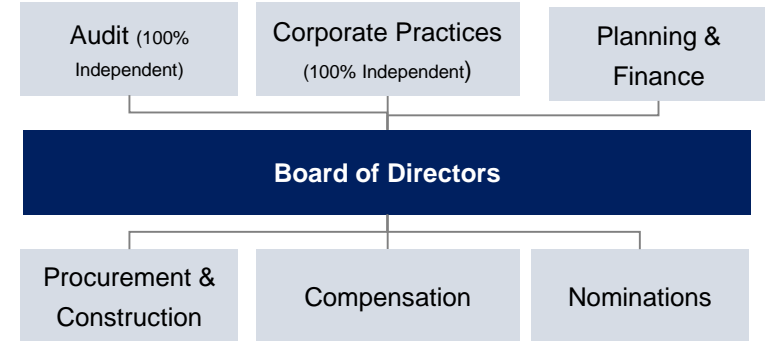 Audit (100%
Independent)
Corporate Practices
(100% Independent)
Planning &
Finance
Board of Directors
Procurement &
Construction
Compensation
Nominations